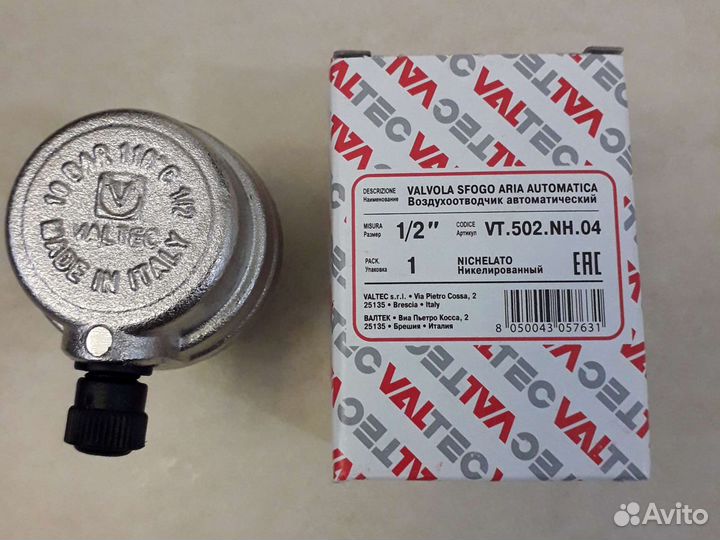 10 BAR 110°C 1/2
VALTEC
MADE IN ITALY
VALTEC
DESCRIZIONE VALVOLA SFOGO ARIA AUTOMATICA
Наименование Воздухоотводчик автоматический
MISURA 1/2" CODICE VT.502.NH.04
Размер Артикул
PACK. 1 NICHELATO
Упаковка Никелированный
EAC
VALTEC s.r.l. • Via Pietro Cossa, 2
25135 • Brescia • Italy
ВАЛТЕК • Виа Пьетро Косса, 2
25135 • Брешия • Италия
8 050043 057631
Avito